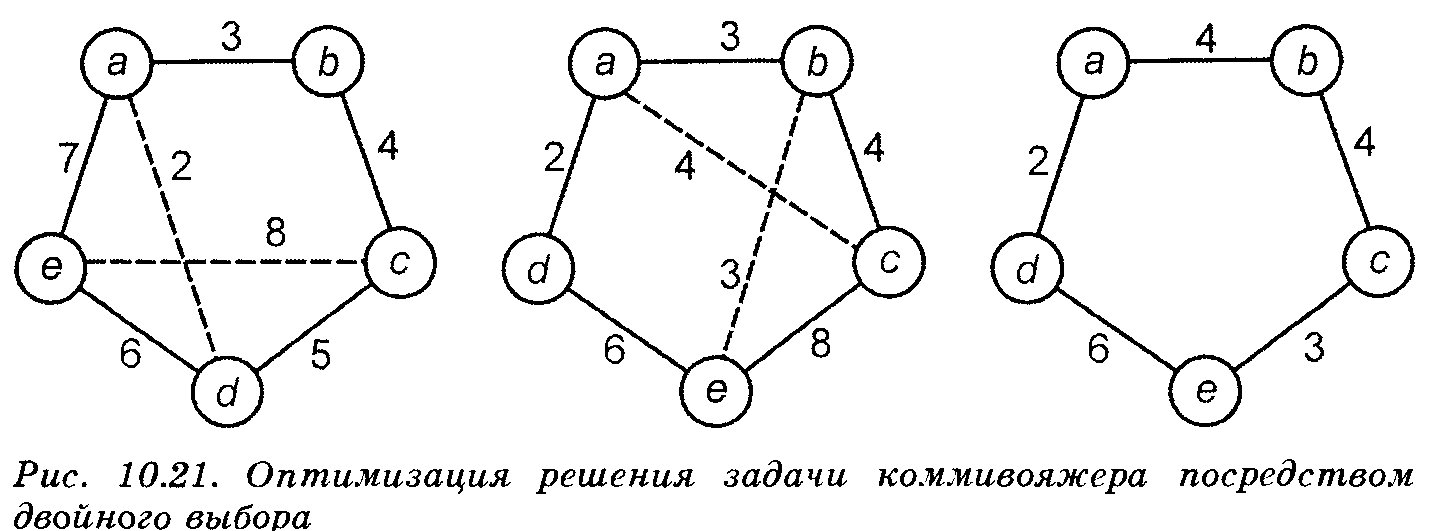 a 3 b
7 2 4
8
e c
6 5
d
a 3 b
2 4 4
d 3 c
6 8
e
a 4 b
2 4
d c
6 3
e
Рис. 10.21. Оптимизация решения задачи коммивояжера посредством
двойного выбора